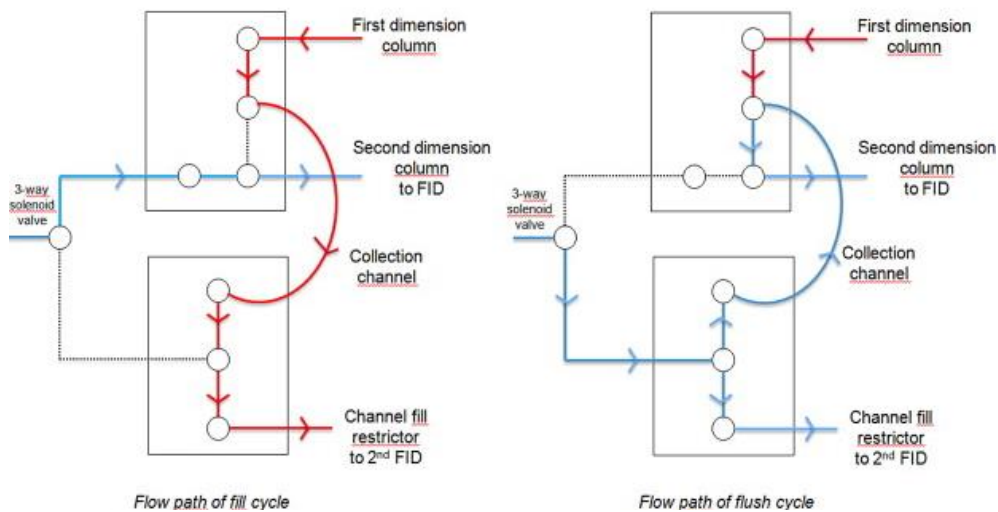 First dimension
column
Second dimension
column
to FID
3-way
solenoid
valve
Collection
channel
Channel fill
restrictor
to 2nd FID
Flow path of fill cycle
First dimension
column
Second dimension
column
to FID
3-way
solenoid
valve
Collection
channel
Channel fill
restrictor
to 2nd FID
Flow path of flush cycle